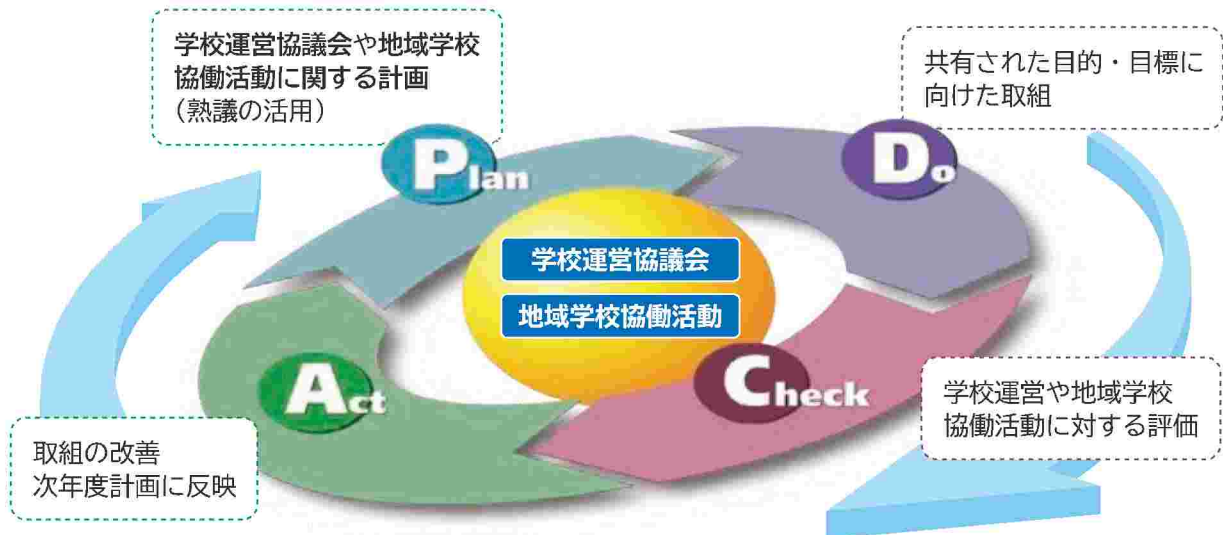 学校運営協議会や地域学校
協働活動に関する計画
（熟議の活用）
Plan
共有された目的・目標に
向けた取組
Do
学校運営協議会
地域学校協働活動
Check
学校運営や地域学校
協働活動に対する評価
Act
取組の改善
次年度計画に反映